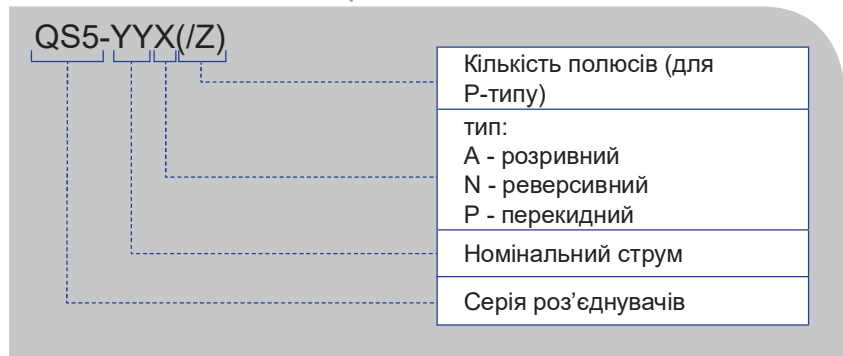 QS5-YYX(/Z)
Кількість полюсів (для
Р-типу)
тип:
А - розривний
N - реверсивний
Р - перекидний
Номінальний струм
Серія роз’єднувачів